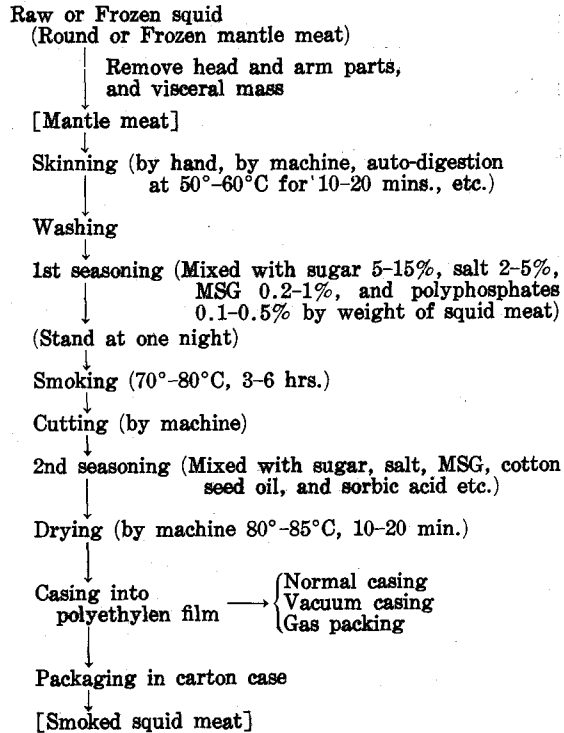 Raw or Frozen squid
(Round or Frozen mantle meat)
Remove head and arm parts,
and visceral mass
[Mantle meat]
Skinning (by hand, by machine, auto-digestion
at 50°-60°C for 10-20 mins., etc.)
Washing
1st seasoning (Mixed with sugar 5-15%, salt 2-5%,
MSG 0.2-1%, and polyphosphates
0.1-0.5% by weight of squid meat)
(Stand at one night)
Smoking (70°-80°C, 3-6 hrs.)
Cutting (by machine)
2nd seasoning (Mixed with sugar, salt, MSG, cotton
seed oil, and sorbic acid etc.)
Drying (by machine 80°-85°C, 10-20 min.)
Casing into
polyethylen film
Normal casing
Vacuum casing
Gas packing
Packaging in carton case
[Smoked squid meat]